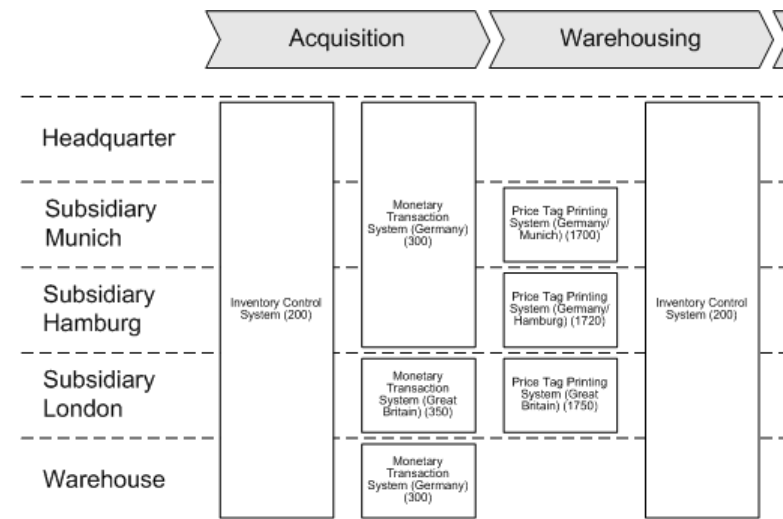 Acquisition
Warehousing
Headquarter
Monetary
Transaction
System (Germany)
(300)
Subsidiary
Munich
Price Tag Printing
System (Germany/
Munich) (1700)
Subsidiary
Hamburg
Inventory Control
System (200)
Price Tag Printing
System (Germany/
Hamburg) (1720)
Inventory Control
System (200)
Subsidiary
London
Monetary
Transaction
System (Great
Britain) (350)
Price Tag Printing
System (Great
Britain) (1750)
Warehouse
Monetary
Transaction
System (Germany)
(300)